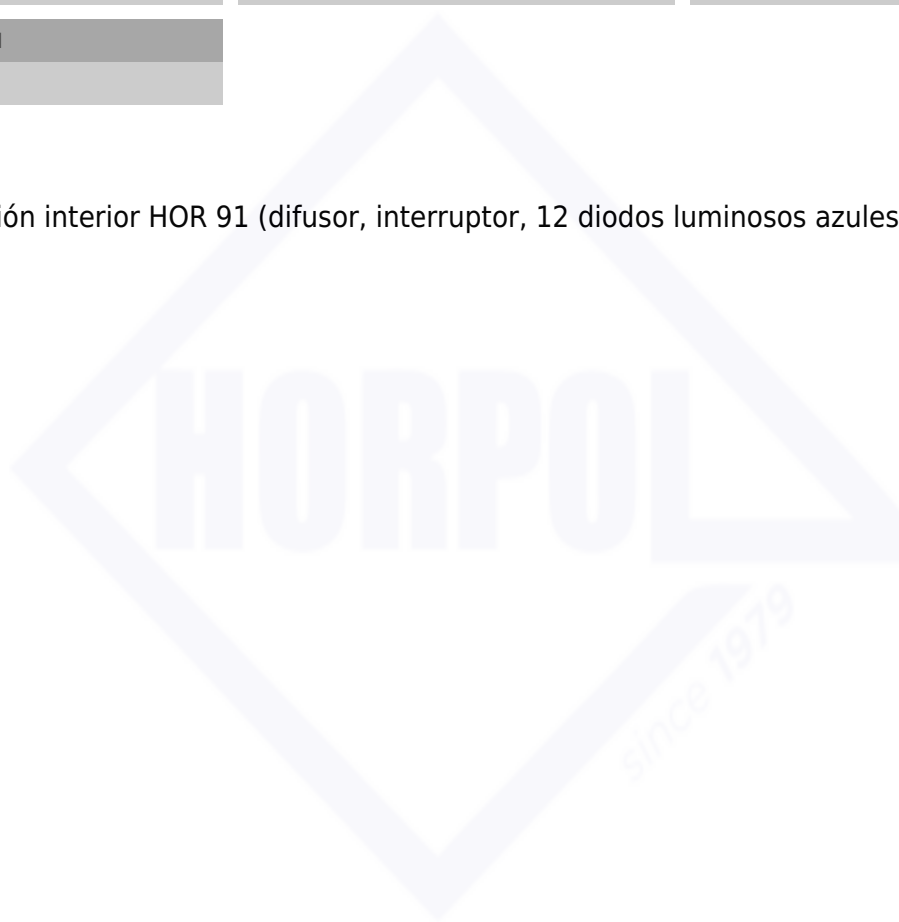 ión interior HOR 91 (difusor, interruptor, 12 diodos luminosos azules
HORPOL
since 1979